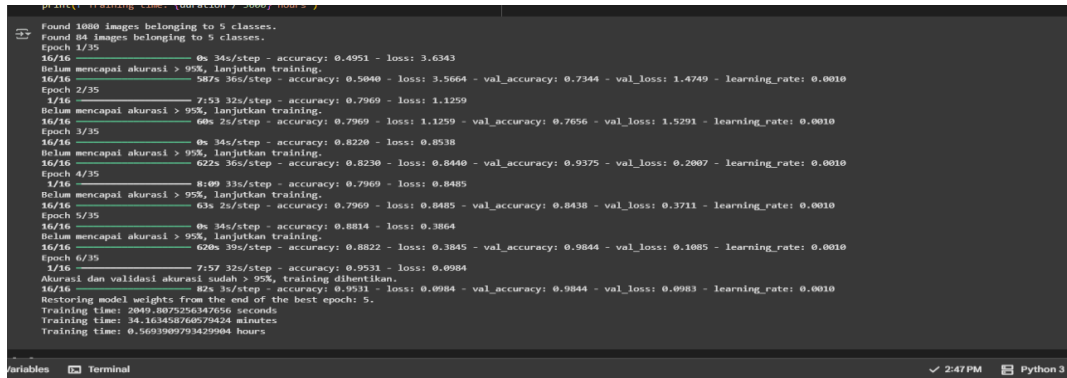 print(f"Training time: {duration / 3600} hours")
Found 1080 images belonging to 5 classes.
Found 84 images belonging to 5 classes.
Epoch 1/35
16/16 0s 34s/step - accuracy: 0.4951 - loss: 3.6343
Belum mencapai akurasi > 95%, lanjutkan training.
16/16 587s 36s/step - accuracy: 0.5040 - loss: 3.5664 - val_accuracy: 0.7344 - val_loss: 1.4749 - learning_rate: 0.0010
Epoch 2/35
1/16 7:53 32s/step - accuracy: 0.7969 - loss: 1.1259
Belum mencapai akurasi > 95%, lanjutkan training.
16/16 60s 2s/step - accuracy: 0.7969 - loss: 1.1259 - val_accuracy: 0.7656 - val_loss: 1.5291 - learning_rate: 0.0010
Epoch 3/35
16/16 0s 34s/step - accuracy: 0.8220 - loss: 0.8538
Belum mencapai akurasi > 95%, lanjutkan training.
16/16 622s 36s/step - accuracy: 0.8230 - loss: 0.8440 - val_accuracy: 0.9375 - val_loss: 0.2007 - learning_rate: 0.0010
Epoch 4/35
1/16 8:09 33s/step - accuracy: 0.7969 - loss: 0.8485
Belum mencapai akurasi > 95%, lanjutkan training.
16/16 63s 2s/step - accuracy: 0.7969 - loss: 0.8485 - val_accuracy: 0.8438 - val_loss: 0.3711 - learning_rate: 0.0010
Epoch 5/35
16/16 0s 34s/step - accuracy: 0.8814 - loss: 0.3864
Belum mencapai akurasi > 95%, lanjutkan training.
16/16 620s 39s/step - accuracy: 0.8822 - loss: 0.3845 - val_accuracy: 0.9844 - val_loss: 0.1085 - learning_rate: 0.0010
Epoch 6/35
1/16 7:57 32s/step - accuracy: 0.9531 - loss: 0.0984
Akurasi dan validasi akurasi sudah > 95%, training dihentikan.
16/16 82s 3s/step - accuracy: 0.9531 - loss: 0.0984 - val_accuracy: 0.9844 - val_loss: 0.0983 - learning_rate: 0.0010
Restoring model weights from the end of the best epoch: 5.
Training time: 2049.8075256347656 seconds
Training time: 34.163458760579424 minutes
Training time: 0.5693909793429904 hours
Variables Terminal 2:47 PM Python 3